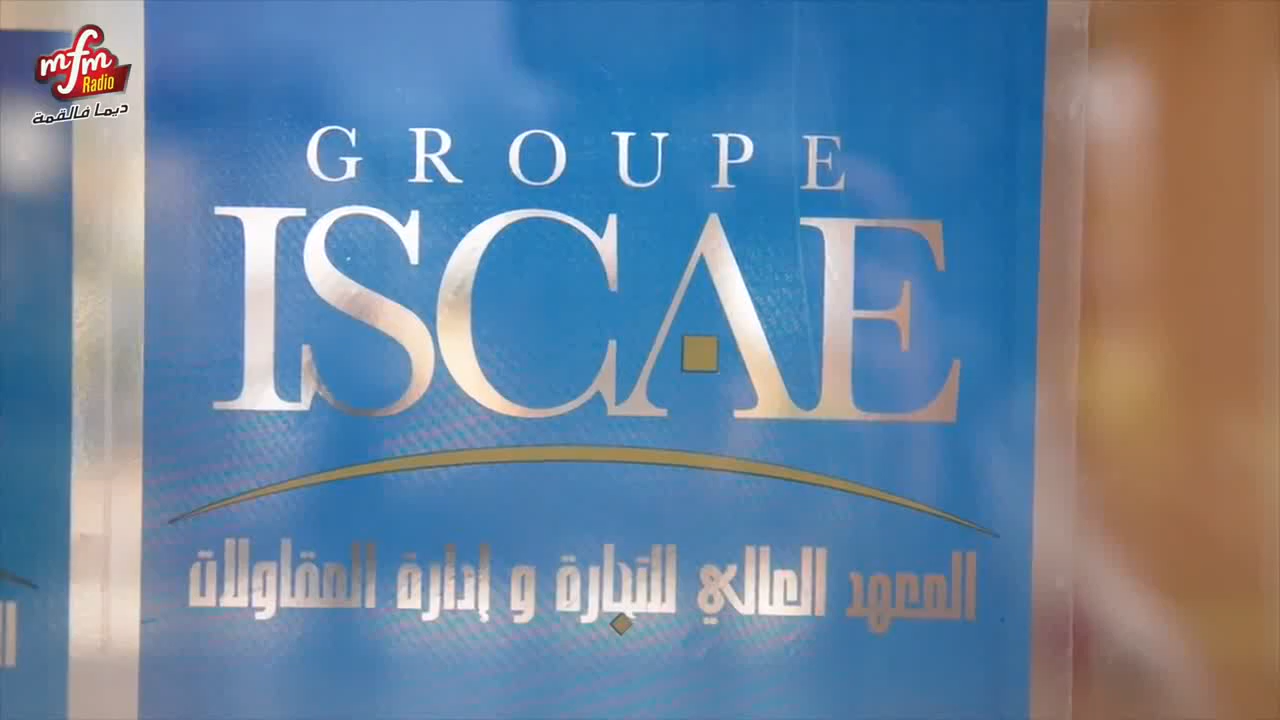 mfm
Radio
ديما فالقمة
GROUPE
ISCAE
المعهد العالي للتجارة و إدارة المقاولات